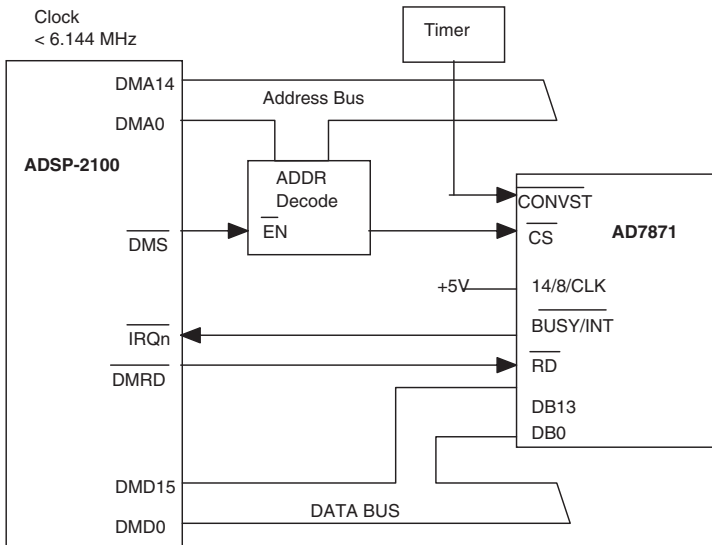 Clock
< 6.144 MHz
Timer
DMA14
Address Bus
DMA0
ADSP-2100
ADDR
Decode
EN
DMS
CONVST
CS
AD7871
+5V
14/8/CLK
BUSY/INT
IRQn
RD
DMRD
DB13
DB0
DMD15
DATA BUS
DMD0